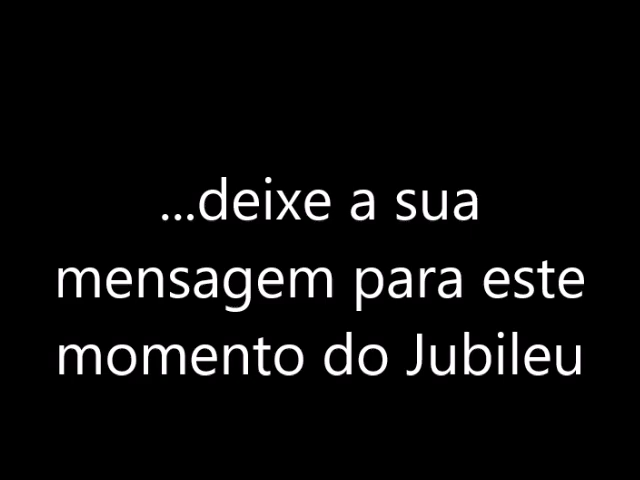 ...deixe a sua
mensagem para este
momento do Jubileu